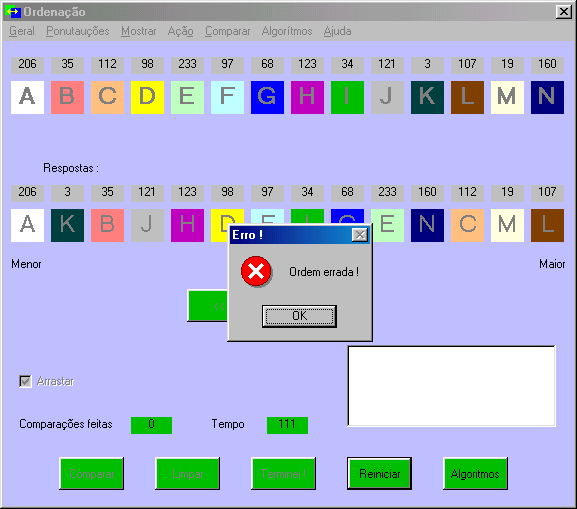 Ordenação
Geral Ponutauções Mostrar Ação Comparar Algoritmos Ajuda
206 35 112 98 233 97 68 123 34 121 3 107 19 160
A B C D E F G H I J K L M N
Respostas :
206 3 35 121 123 98 97 34 68 233 160 112 19 107
A K B J H D F I G E N C M L
Erro !
Ordem errada !
OK
Menor Maior
<<
Arrastar
Comparações feitas 0 Tempo 111
Comparar Limpar Terminei ! Reiniciar Algoritmos